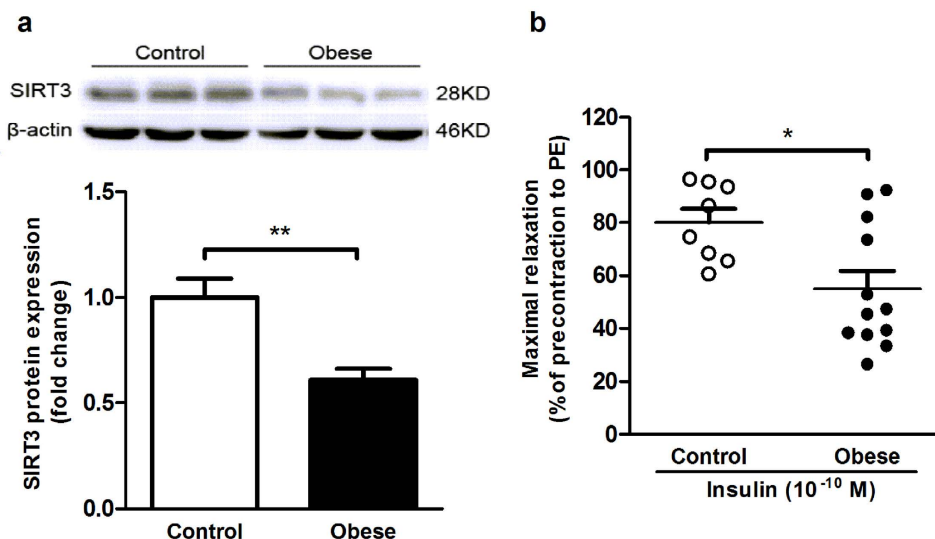 a
Control Obese
SIRT3 28KD
β-actin 46KD
SIRT3 protein expression
(fold change)
1.5
**
1.0
0.5
0.0
Control Obese
b
Maximal relaxation
(%of precontraction to PE)
120
*
100
80
60
40
20
0
Control Obese
Insulin (10⁻¹⁰ M)